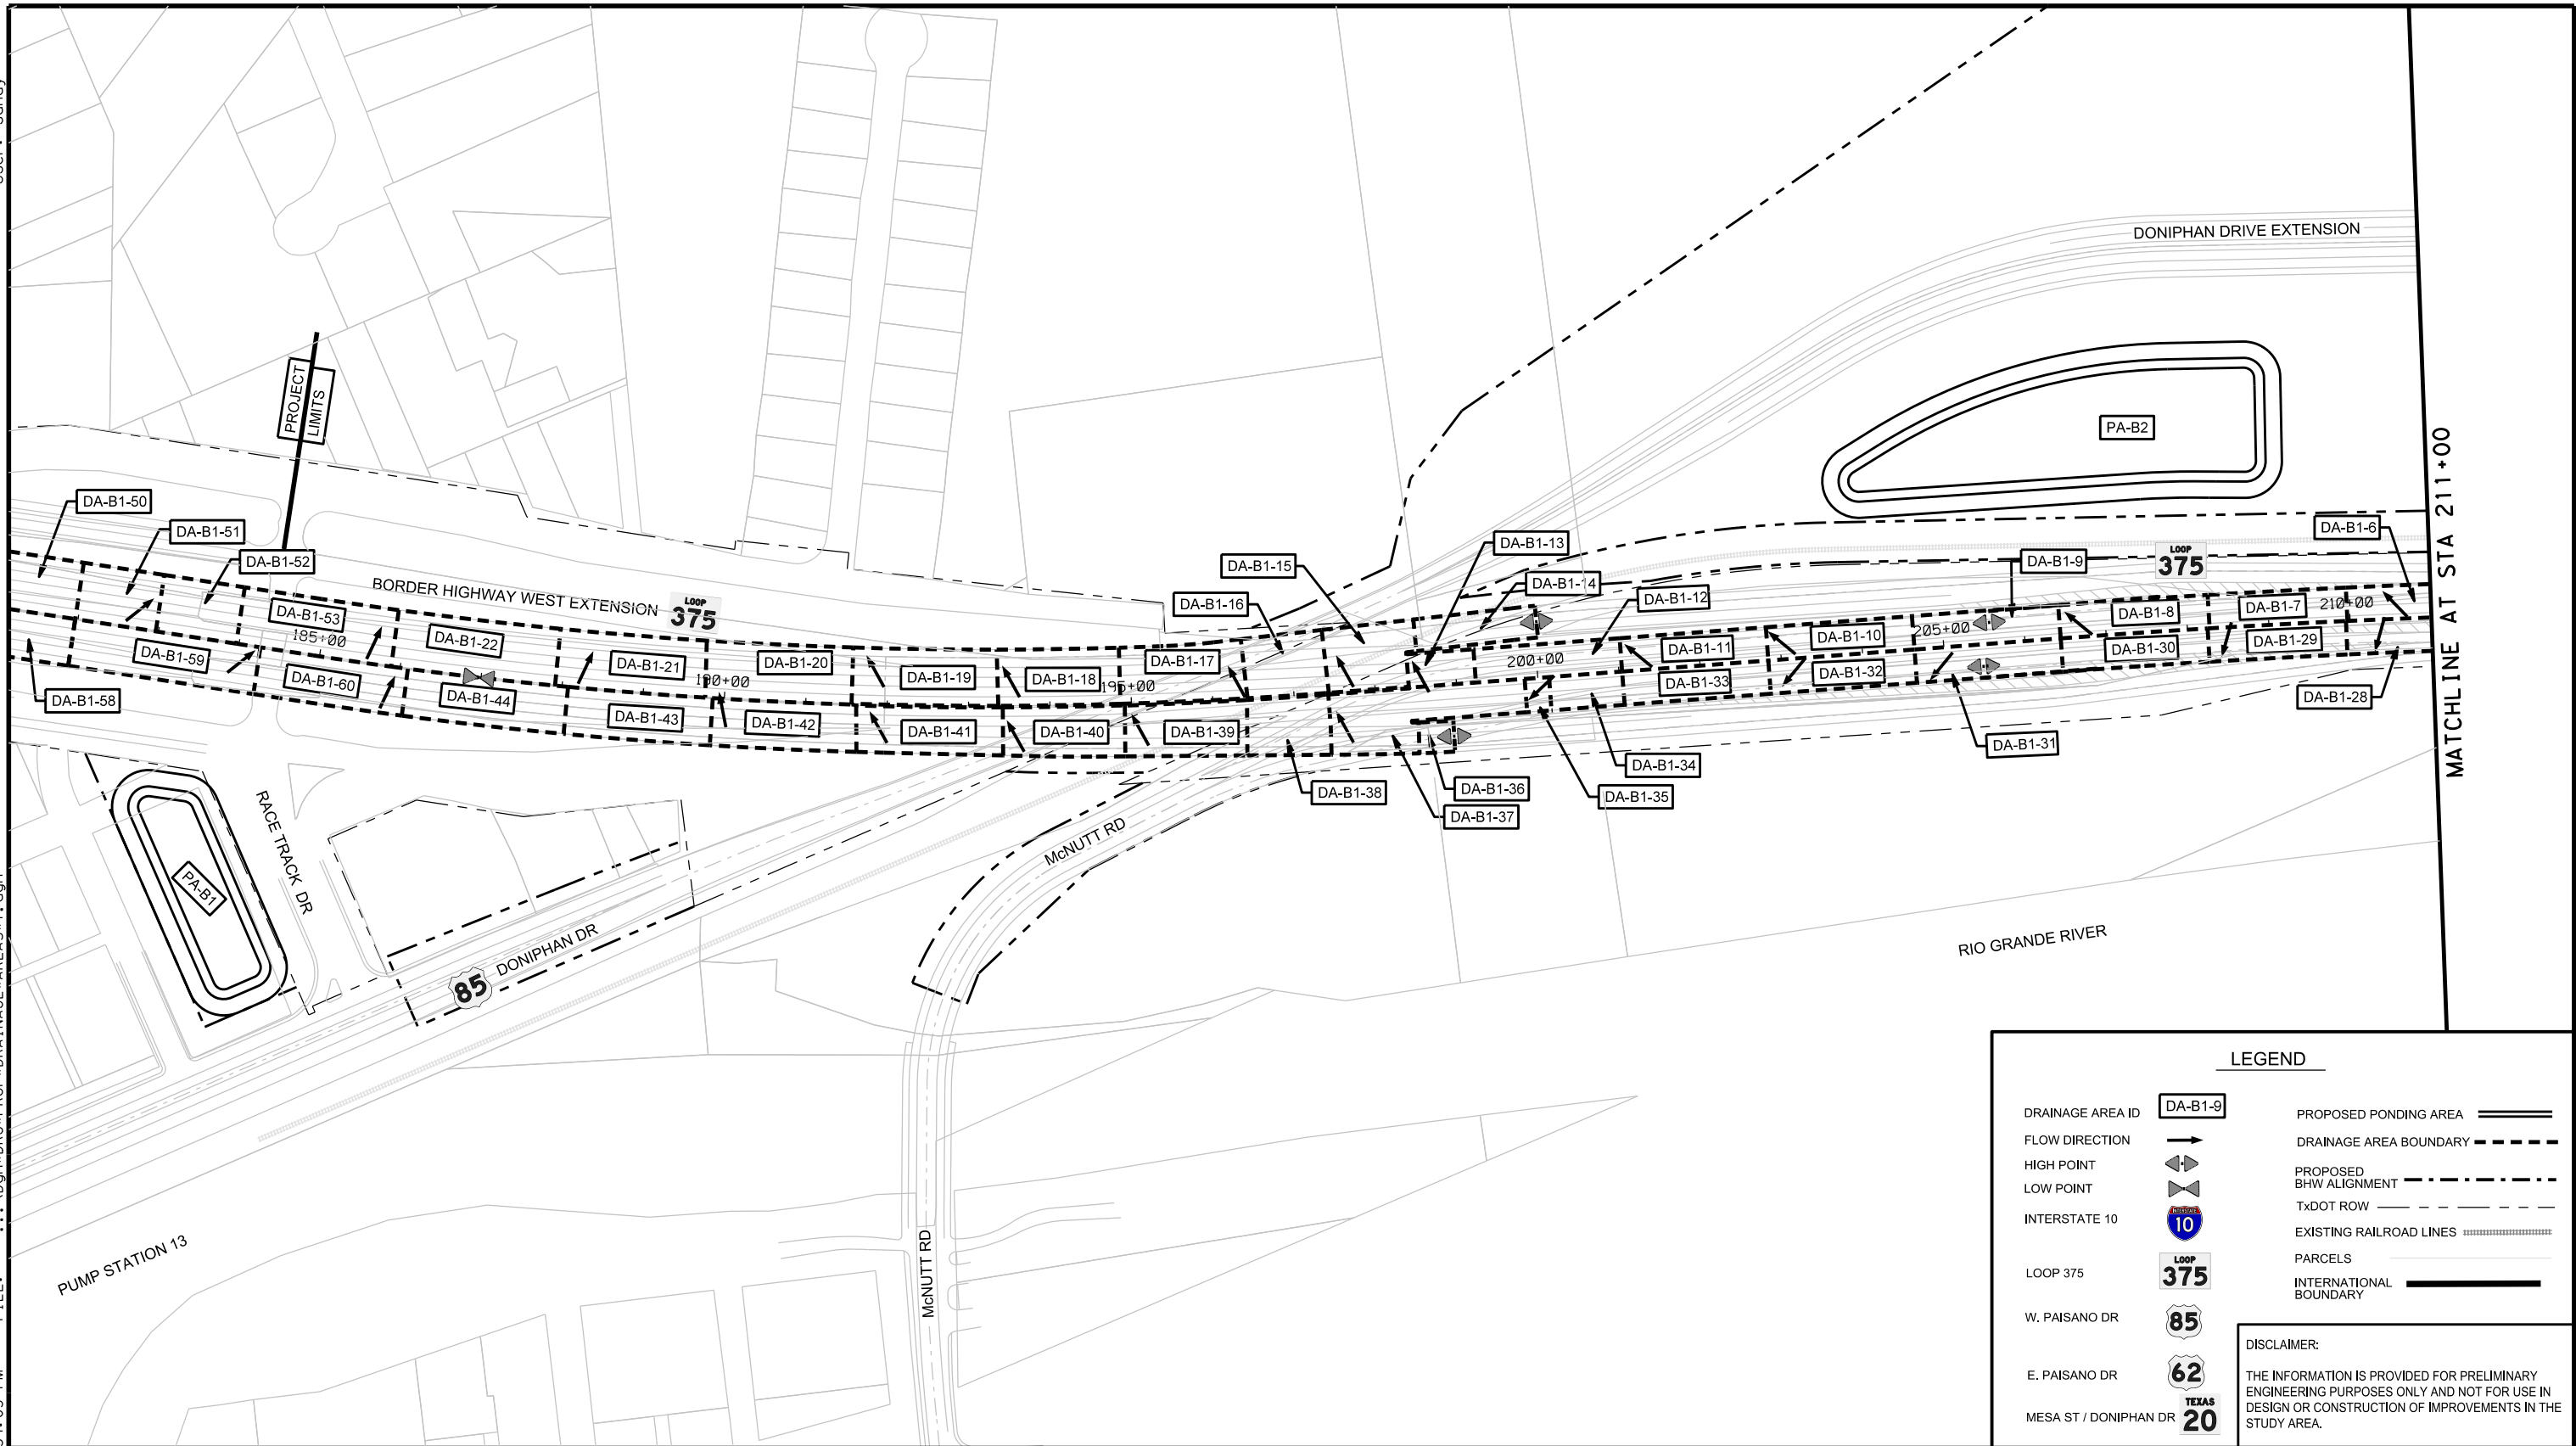 DONIPHAN DRIVE EXTENSION
PROJECT
LIMITS
PA-B2
MATCHLINE AT STA 211+00
DA-B1-50
DA-B1-51
DA-B1-52
DA-B1-53
185+00
BORDER HIGHWAY WEST EXTENSION
LOOP
375
DA-B1-22
DA-B1-21
DA-B1-20
190+00
DA-B1-19
DA-B1-18
195+00
DA-B1-17
DA-B1-16
DA-B1-15
DA-B1-13
DA-B1-14
DA-B1-12
200+00
DA-B1-11
DA-B1-10
205+00
DA-B1-9
LOOP
375
DA-B1-8
DA-B1-7
210+00
DA-B1-6
DA-B1-58
DA-B1-59
DA-B1-60
DA-B1-44
DA-B1-43
DA-B1-42
DA-B1-41
DA-B1-40
DA-B1-39
DA-B1-38
DA-B1-37
DA-B1-36
DA-B1-35
DA-B1-34
DA-B1-33
DA-B1-32
DA-B1-31
DA-B1-30
DA-B1-29
DA-B1-28
PA-B1
RACE TRACK DR
85
DONIPHAN DR
McNUTT RD
RIO GRANDE RIVER
PUMP STATION 13
McNUTT RD
LEGEND
DRAINAGE AREA ID DA-B1-9
FLOW DIRECTION
HIGH POINT
LOW POINT
INTERSTATE 10 INTERSTATE 10
LOOP 375 LOOP 375
W. PAISANO DR 85
E. PAISANO DR 62
MESA ST / DONIPHAN DR TEXAS 20
PROPOSED PONDING AREA
DRAINAGE AREA BOUNDARY
PROPOSED
BHW ALIGNMENT
TxDOT ROW
EXISTING RAILROAD LINES
PARCELS
INTERNATIONAL
BOUNDARY
DISCLAIMER:
THE INFORMATION IS PROVIDED FOR PRELIMINARY
ENGINEERING PURPOSES ONLY AND NOT FOR USE IN
DESIGN OR CONSTRUCTION OF IMPROVEMENTS IN THE
STUDY AREA.